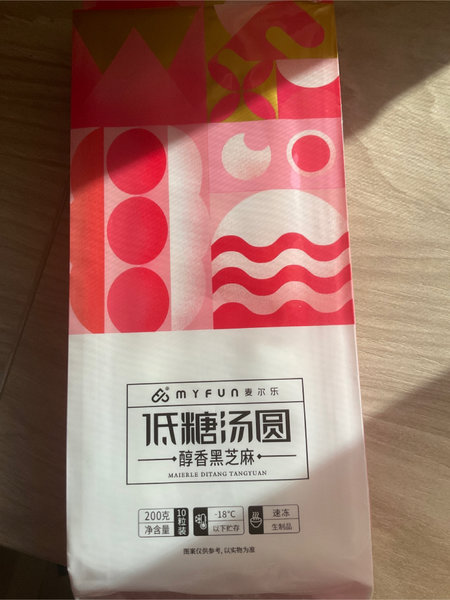 MYFUN 麦尔乐
低糖汤圆
醇香黑芝麻
MAIERLE DITANG TANGYUAN
200克 净含量 10粒装 -18℃ 以下贮存 速冻 生制品
图案仅供参考, 以实物为准